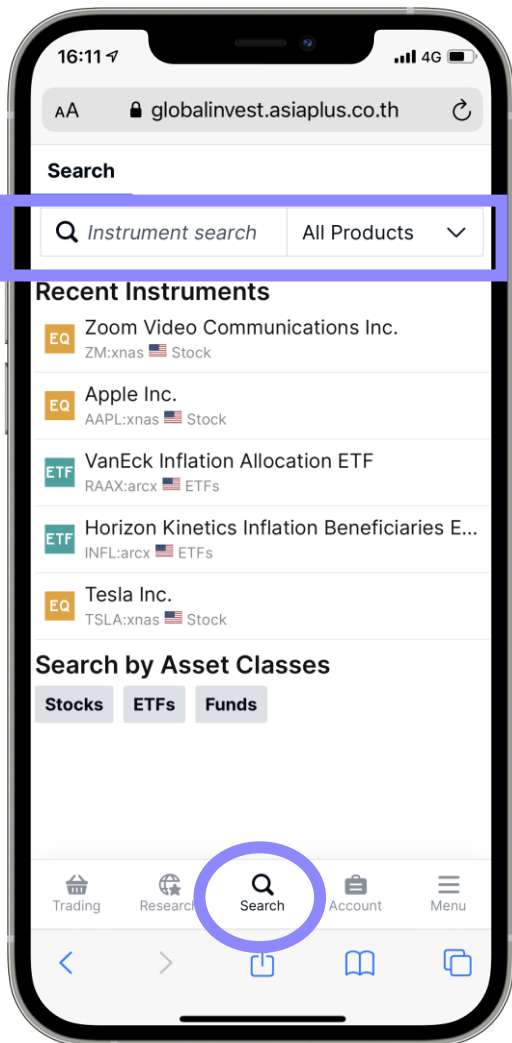 16:11
4G
AA globalinvest.asiaplus.co.th
Search
Instrument search All Products
Recent Instruments
EQ Zoom Video Communications Inc.
ZM:xnas Stock
EQ Apple Inc.
AAPL:xnas Stock
ETF VanEck Inflation Allocation ETF
RAAX:arcx ETFs
ETF Horizon Kinetics Inflation Beneficiaries E...
INFL:arcx ETFs
EQ Tesla Inc.
TSLA:xnas Stock
Search by Asset Classes
Stocks ETFs Funds
Trading Research Search Account Menu